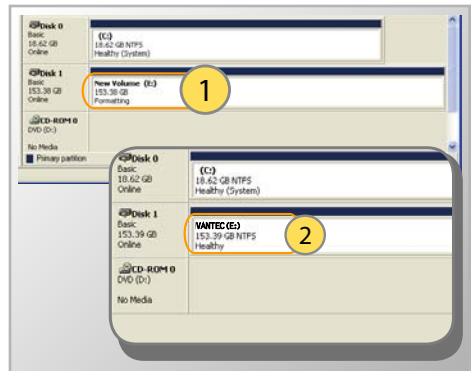 Disk 0
Basic
18.62 GB
Online
(C:)
18.62 GB NTFS
Healthy (System)
Disk 1
Basic
153.38 GB
Online
New Volume (E:)
153.38 GB
Formatting
1
CD-ROM 0
DVD (D:)
No Media
Primary partition
Disk 0
Basic
18.62 GB
Online
(C:)
18.62 GB NTFS
Healthy (System)
Disk 1
Basic
153.39 GB
Online
VANTEC (E:)
153.39 GB NTFS
Healthy
2
CD-ROM 0
DVD (D:)
No Media